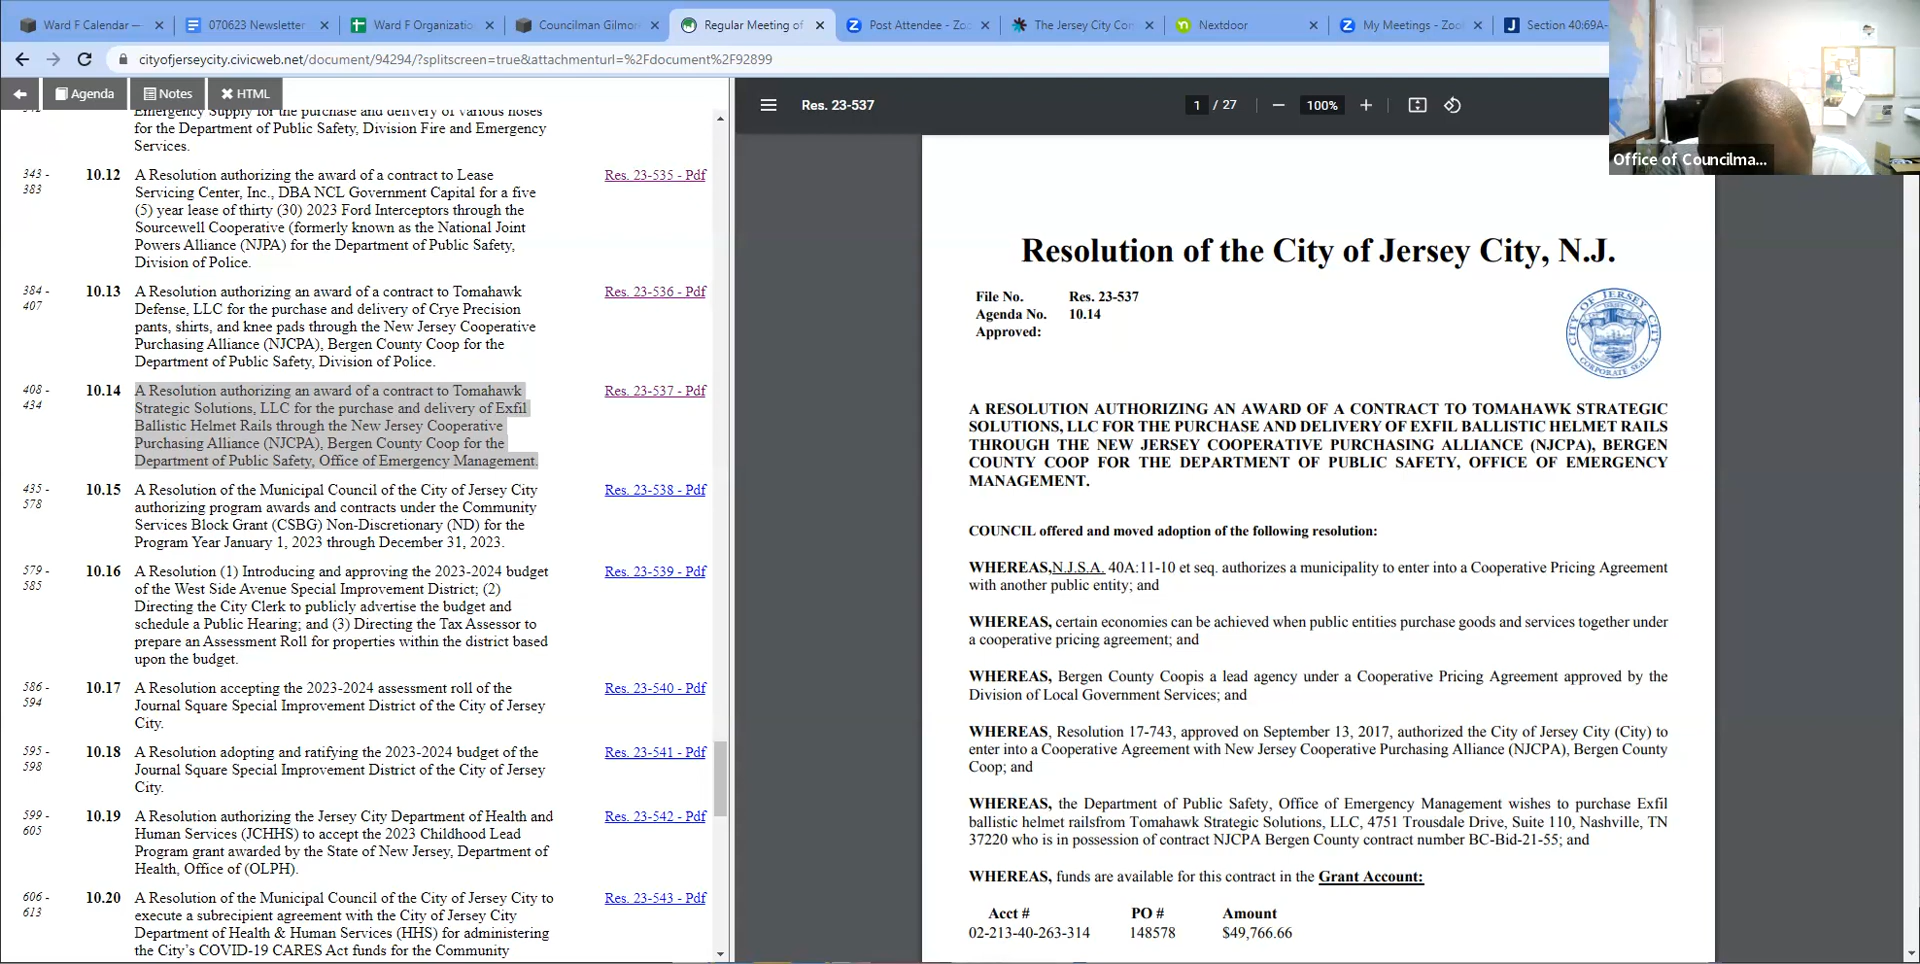 Ward F Calendar —
070623 Newsletter
Ward F Organizatio
Councilman Gilmor
Regular Meeting of
Post Attendee - Zoo
The Jersey City Cor
Nextdoor
My Meetings - Zoo
Section 40:69A-
cityofjerseycity.civicweb.net/document/94294/?splitscreen=true&attachmenturl=%2Fdocument%2F92899
Agenda
Notes
HTML
Emergency Supply for the purchase and delivery of various hoses
for the Department of Public Safety, Division Fire and Emergency
Services.
343 -
383
10.12
A Resolution authorizing the award of a contract to Lease
Servicing Center, Inc., DBA NCL Government Capital for a five
(5) year lease of thirty (30) 2023 Ford Interceptors through the
Sourcewell Cooperative (formerly known as the National Joint
Powers Alliance (NJPA) for the Department of Public Safety,
Division of Police.
Res. 23-535 - Pdf
384 -
407
10.13
A Resolution authorizing an award of a contract to Tomahawk
Defense, LLC for the purchase and delivery of Crye Precision
pants, shirts, and knee pads through the New Jersey Cooperative
Purchasing Alliance (NJCPA), Bergen County Coop for the
Department of Public Safety, Division of Police.
Res. 23-536 - Pdf
408 -
434
10.14
A Resolution authorizing an award of a contract to Tomahawk
Strategic Solutions, LLC for the purchase and delivery of Exfil
Ballistic Helmet Rails through the New Jersey Cooperative
Purchasing Alliance (NJCPA), Bergen County Coop for the
Department of Public Safety, Office of Emergency Management.
Res. 23-537 - Pdf
435 -
578
10.15
A Resolution of the Municipal Council of the City of Jersey City
authorizing program awards and contracts under the Community
Services Block Grant (CSBG) Non-Discretionary (ND) for the
Program Year January 1, 2023 through December 31, 2023.
Res. 23-538 - Pdf
579 -
585
10.16
A Resolution (1) Introducing and approving the 2023-2024 budget
of the West Side Avenue Special Improvement District; (2)
Directing the City Clerk to publicly advertise the budget and
schedule a Public Hearing; and (3) Directing the Tax Assessor to
prepare an Assessment Roll for properties within the district based
upon the budget.
Res. 23-539 - Pdf
586 -
594
10.17
A Resolution accepting the 2023-2024 assessment roll of the
Journal Square Special Improvement District of the City of Jersey
City.
Res. 23-540 - Pdf
595 -
598
10.18
A Resolution adopting and ratifying the 2023-2024 budget of the
Journal Square Special Improvement District of the City of Jersey
City.
Res. 23-541 - Pdf
599 -
605
10.19
A Resolution authorizing the Jersey City Department of Health and
Human Services (JCHHS) to accept the 2023 Childhood Lead
Program grant awarded by the State of New Jersey, Department of
Health, Office of (OLPH).
Res. 23-542 - Pdf
606 -
613
10.20
A Resolution of the Municipal Council of the City of Jersey City to
execute a subrecipient agreement with the City of Jersey City
Department of Health & Human Services (HHS) for administering
the City's COVID-19 CARES Act funds for the Community
Res. 23-543 - Pdf
Res. 23-537
1 / 27
100%
Office of Councilma...
Resolution of the City of Jersey City, N.J.
File No. Res. 23-537
Agenda No. 10.14
Approved:
CITY OF JERSEY CITY
CORPORATE SEAL
A RESOLUTION AUTHORIZING AN AWARD OF A CONTRACT TO TOMAHAWK STRATEGIC
SOLUTIONS, LLC FOR THE PURCHASE AND DELIVERY OF EXFIL BALLISTIC HELMET RAILS
THROUGH THE NEW JERSEY COOPERATIVE PURCHASING ALLIANCE (NJCPA), BERGEN
COUNTY COOP FOR THE DEPARTMENT OF PUBLIC SAFETY, OFFICE OF EMERGENCY
MANAGEMENT.
COUNCIL offered and moved adoption of the following resolution:
WHEREAS,N.J.S.A. 40A:11-10 et seq. authorizes a municipality to enter into a Cooperative Pricing Agreement
with another public entity; and
WHEREAS, certain economies can be achieved when public entities purchase goods and services together under
a cooperative pricing agreement; and
WHEREAS, Bergen County Coopis a lead agency under a Cooperative Pricing Agreement approved by the
Division of Local Government Services; and
WHEREAS, Resolution 17-743, approved on September 13, 2017, authorized the City of Jersey City (City) to
enter into a Cooperative Agreement with New Jersey Cooperative Purchasing Alliance (NJCPA), Bergen County
Coop; and
WHEREAS, the Department of Public Safety, Office of Emergency Management wishes to purchase Exfil
ballistic helmet railsfrom Tomahawk Strategic Solutions, LLC, 4751 Trousdale Drive, Suite 110, Nashville, TN
37220 who is in possession of contract NJCPA Bergen County contract number BC-Bid-21-55; and
WHEREAS, funds are available for this contract in the Grant Account:
Acct # PO # Amount
02-213-40-263-314 148578 $49,766.66